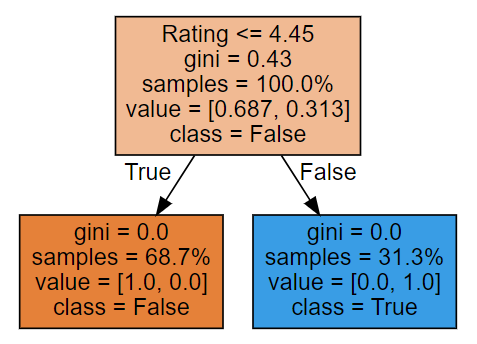 Rating <= 4.45
gini = 0.43
samples = 100.0%
value = [0.687, 0.313]
class = False
True
False
gini = 0.0
samples = 68.7%
value = [1.0, 0.0]
class = False
gini = 0.0
samples = 31.3%
value = [0.0, 1.0]
class = True